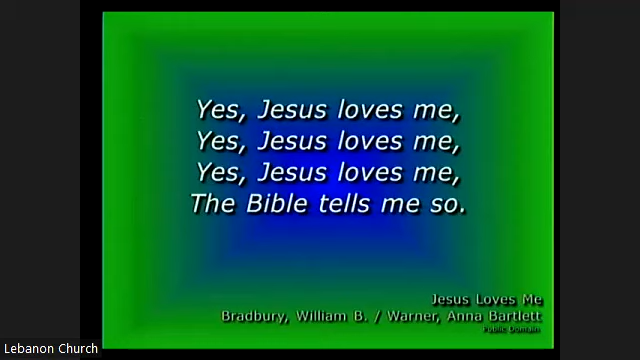 Yes, Jesus loves me,
Yes, Jesus loves me,
Yes, Jesus loves me,
The Bible tells me so.
Jesus Loves Me
Bradbury, William B. / Warner, Anna Bartlett
Public Domain
Lebanon Church